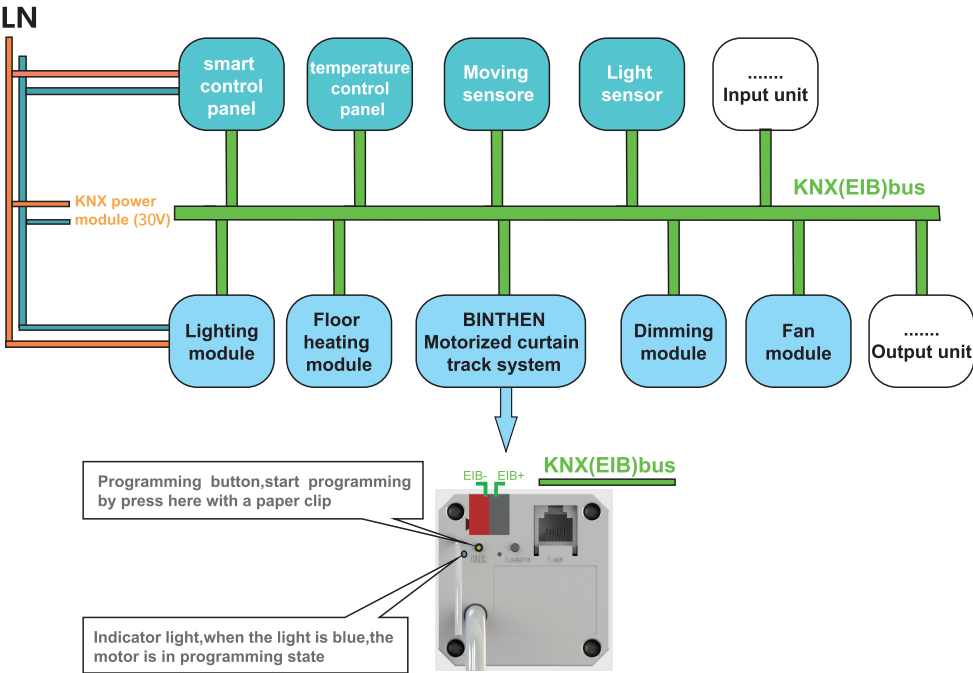 LN
smart
control
panel
temperature
control
panel
Moving
sensore
Light
sensor
.......
Input unit
KNX(EIB)bus
KNX power
module (30V)
Lighting
module
Floor
heating
module
BINTHEN
Motorized curtain
track system
Dimming
module
Fan
module
.......
Output unit
EIB- EIB+
KNX(EIB)bus
Programming button,start programming
by press here with a paper clip
KNX
Indicator light,when the light is blue,the
motor is in programming state